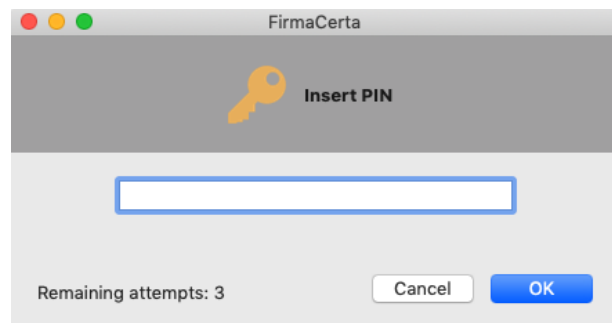 FirmaCerta
Insert PIN
Remaining attempts: 3
Cancel
OK